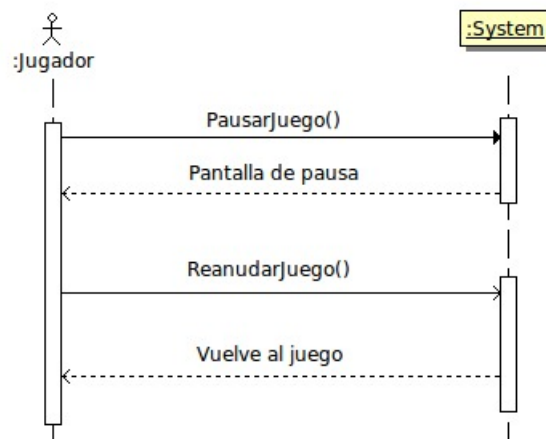 :Jugador
:System
PausarJuego()
Pantalla de pausa
ReanudarJuego()
Vuelve al juego